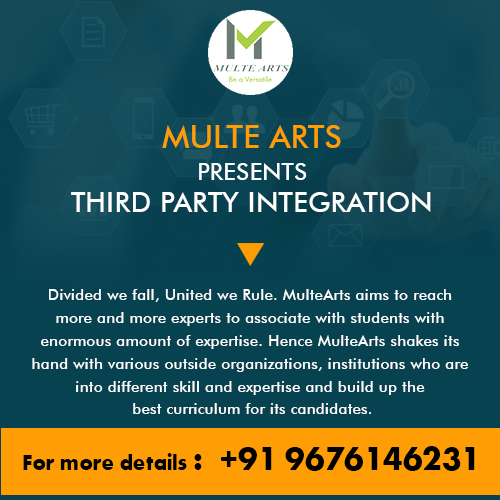 MULTE ARTS
Be a Versatile
MULTE ARTS
PRESENTS
THIRD PARTY INTEGRATION
Divided we fall, United we Rule. MulteArts aims to reach
more and more experts to associate with students with
enormous amount of expertise. Hence MulteArts shakes its
hand with various outside organizations, institutions who are
into different skill and expertise and build up the
best curriculum for its candidates.
For more details : +91 9676146231